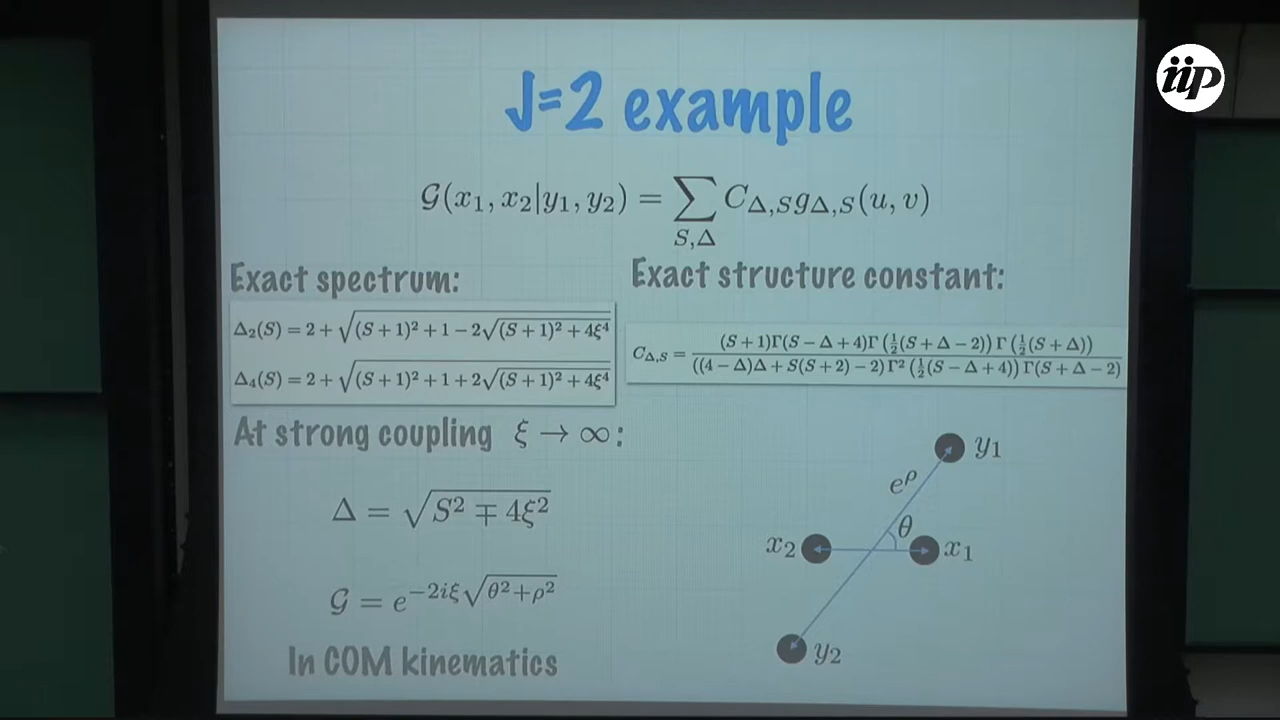 iip
J=2 example
𝒢(x₁, x₂|y₁, y₂) = ∑_{S,Δ} C_{Δ,S} g_{Δ,S}(u, v)
Exact spectrum:
Exact structure constant:
Δ₂(S) = 2 + √((S+1)² + 1 − 2√((S+1)² + 4ξ⁴))
Δ₄(S) = 2 + √((S+1)² + 1 + 2√((S+1)² + 4ξ⁴))
C_{Δ,S} = (S+1)Γ(S−Δ+4)Γ(½(S+Δ−2))Γ(½(S+Δ)) / ((4−Δ)Δ+S(S+2)−2)Γ²(½(S−Δ+4))Γ(S+Δ−2)
At strong coupling ξ → ∞:
Δ = √(S² ∓ 4ξ²)
𝒢 = e^{−2iξ√(θ²+ρ²)}
In COM kinematics
y₁
e^ρ
θ
x₂
x₁
y₂